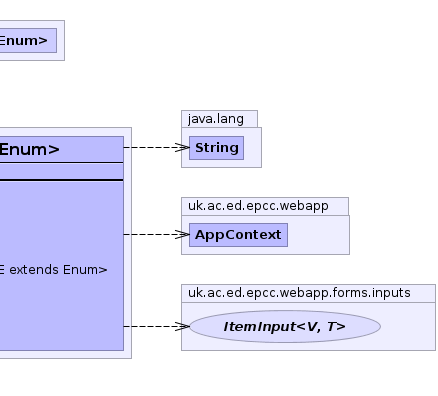 Enum>
java.lang
String
Enum>
uk.ac.ed.epcc.webapp
AppContext
E extends Enum>
uk.ac.ed.epcc.webapp.forms.inputs
ItemInput<V, T>